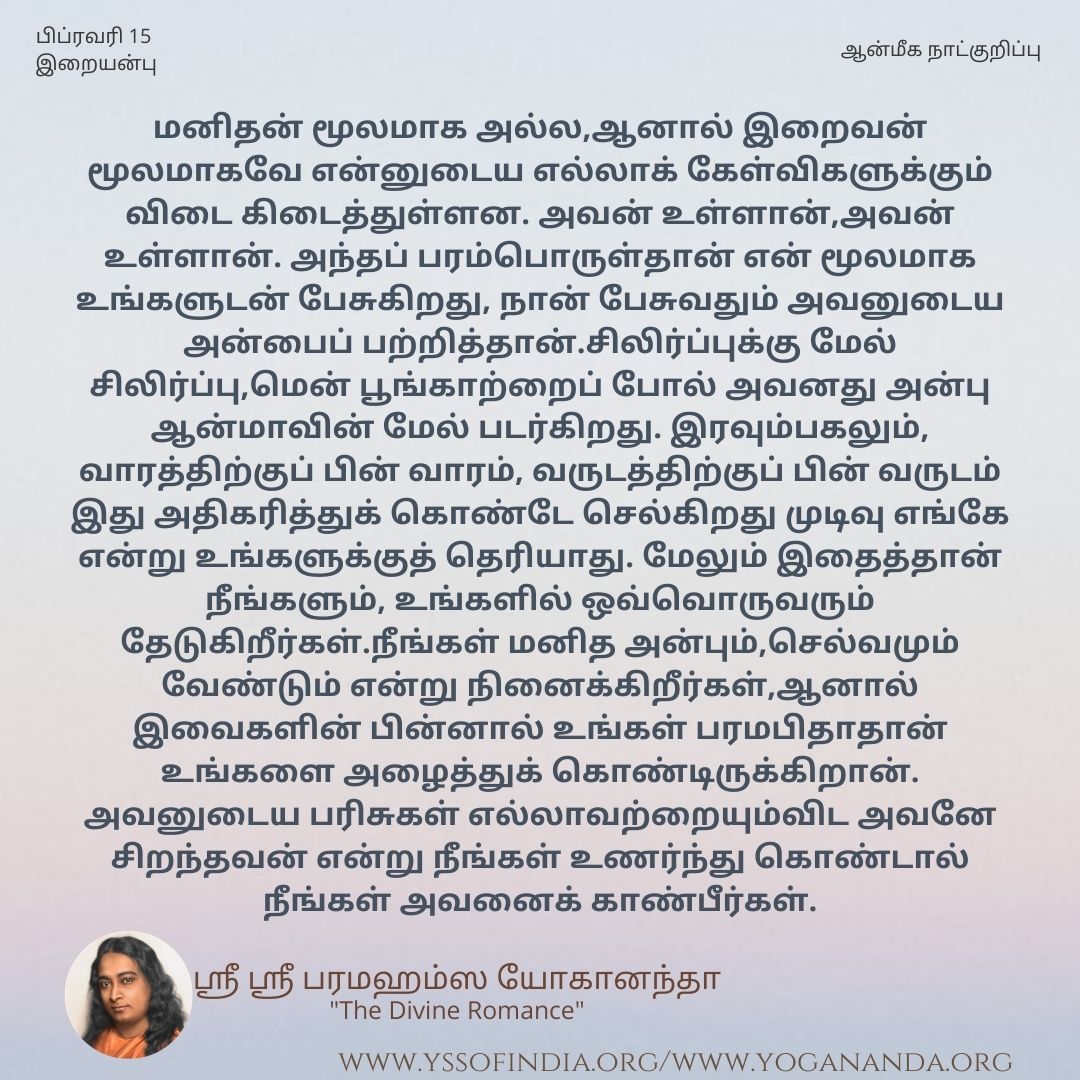 பிப்ரவரி 15
இறையன்பு
ஆன்மீக நாட்குறிப்பு
மனிதன் மூலமாக அல்ல,ஆனால் இறைவன்
மூலமாகவே என்னுடைய எல்லாக் கேள்விகளுக்கும்
விடை கிடைத்துள்ளன. அவன் உள்ளான்,அவன்
உள்ளான். அந்தப் பரம்பொருள்தான் என் மூலமாக
உங்களுடன் பேசுகிறது, நான் பேசுவதும் அவனுடைய
அன்பைப் பற்றித்தான்.சிலிர்ப்புக்கு மேல்
சிலிர்ப்பு,மென் பூங்காற்றைப் போல் அவனது அன்பு
ஆன்மாவின் மேல் படர்கிறது. இரவும்பகலும்,
வாரத்திற்குப் பின் வாரம், வருடத்திற்குப் பின் வருடம்
இது அதிகரித்துக் கொண்டே செல்கிறது முடிவு எங்கே
என்று உங்களுக்குத் தெரியாது. மேலும் இதைத்தான்
நீங்களும், உங்களில் ஒவ்வொருவரும்
தேடுகிறீர்கள்.நீங்கள் மனித அன்பும்,செல்வமும்
வேண்டும் என்று நினைக்கிறீர்கள்,ஆனால்
இவைகளின் பின்னால் உங்கள் பரமபிதாதான்
உங்களை அழைத்துக் கொண்டிருக்கிறான்.
அவனுடைய பரிசுகள் எல்லாவற்றையும்விட அவனே
சிறந்தவன் என்று நீங்கள் உணர்ந்து கொண்டால்
நீங்கள் அவனைக் காண்பீர்கள்.
ஸ்ரீ ஸ்ரீ பரமஹம்ஸ யோகானந்தா
"The Divine Romance"
WWW.YSSOFINDIA.ORG/WWW.YOGANANDA.ORG